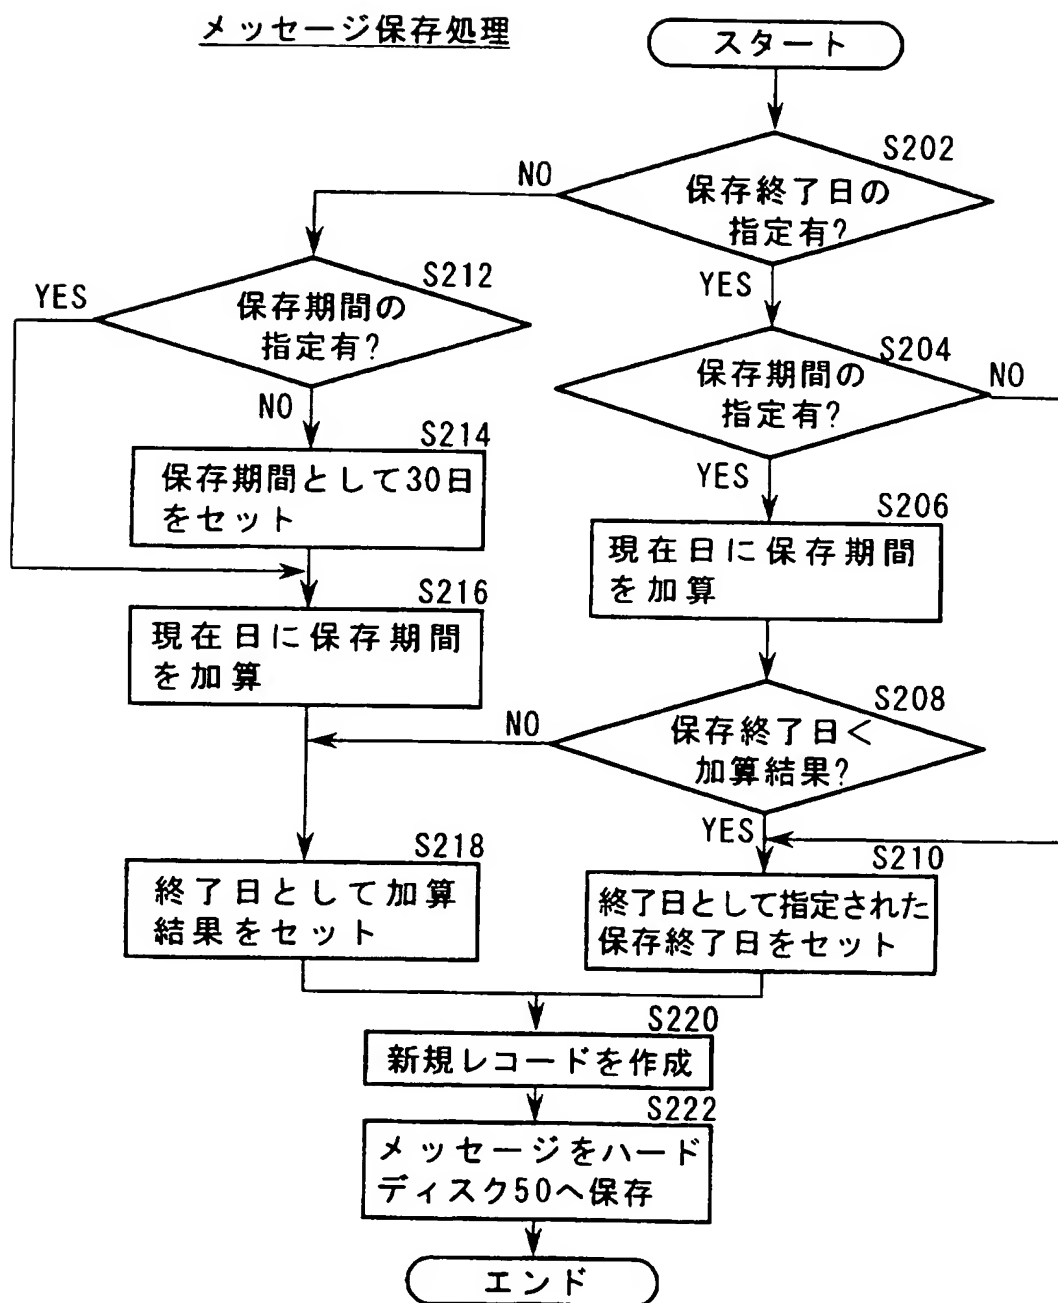 メッセージ保存処理
スタート
S202
保存終了日の
指定有?
NO
YES
S212
保存期間の
指定有?
YES
NO
S204
保存期間の
指定有?
NO
YES
S214
保存期間として30日
をセット
S206
現在日に保存期間
を加算
S216
現在日に保存期間
を加算
S208
保存終了日<
加算結果?
NO
YES
S218
終了日として加算
結果をセット
S210
終了日として指定された
保存終了日をセット
S220
新規レコードを作成
S222
メッセージをハード
ディスク50へ保存
エンド